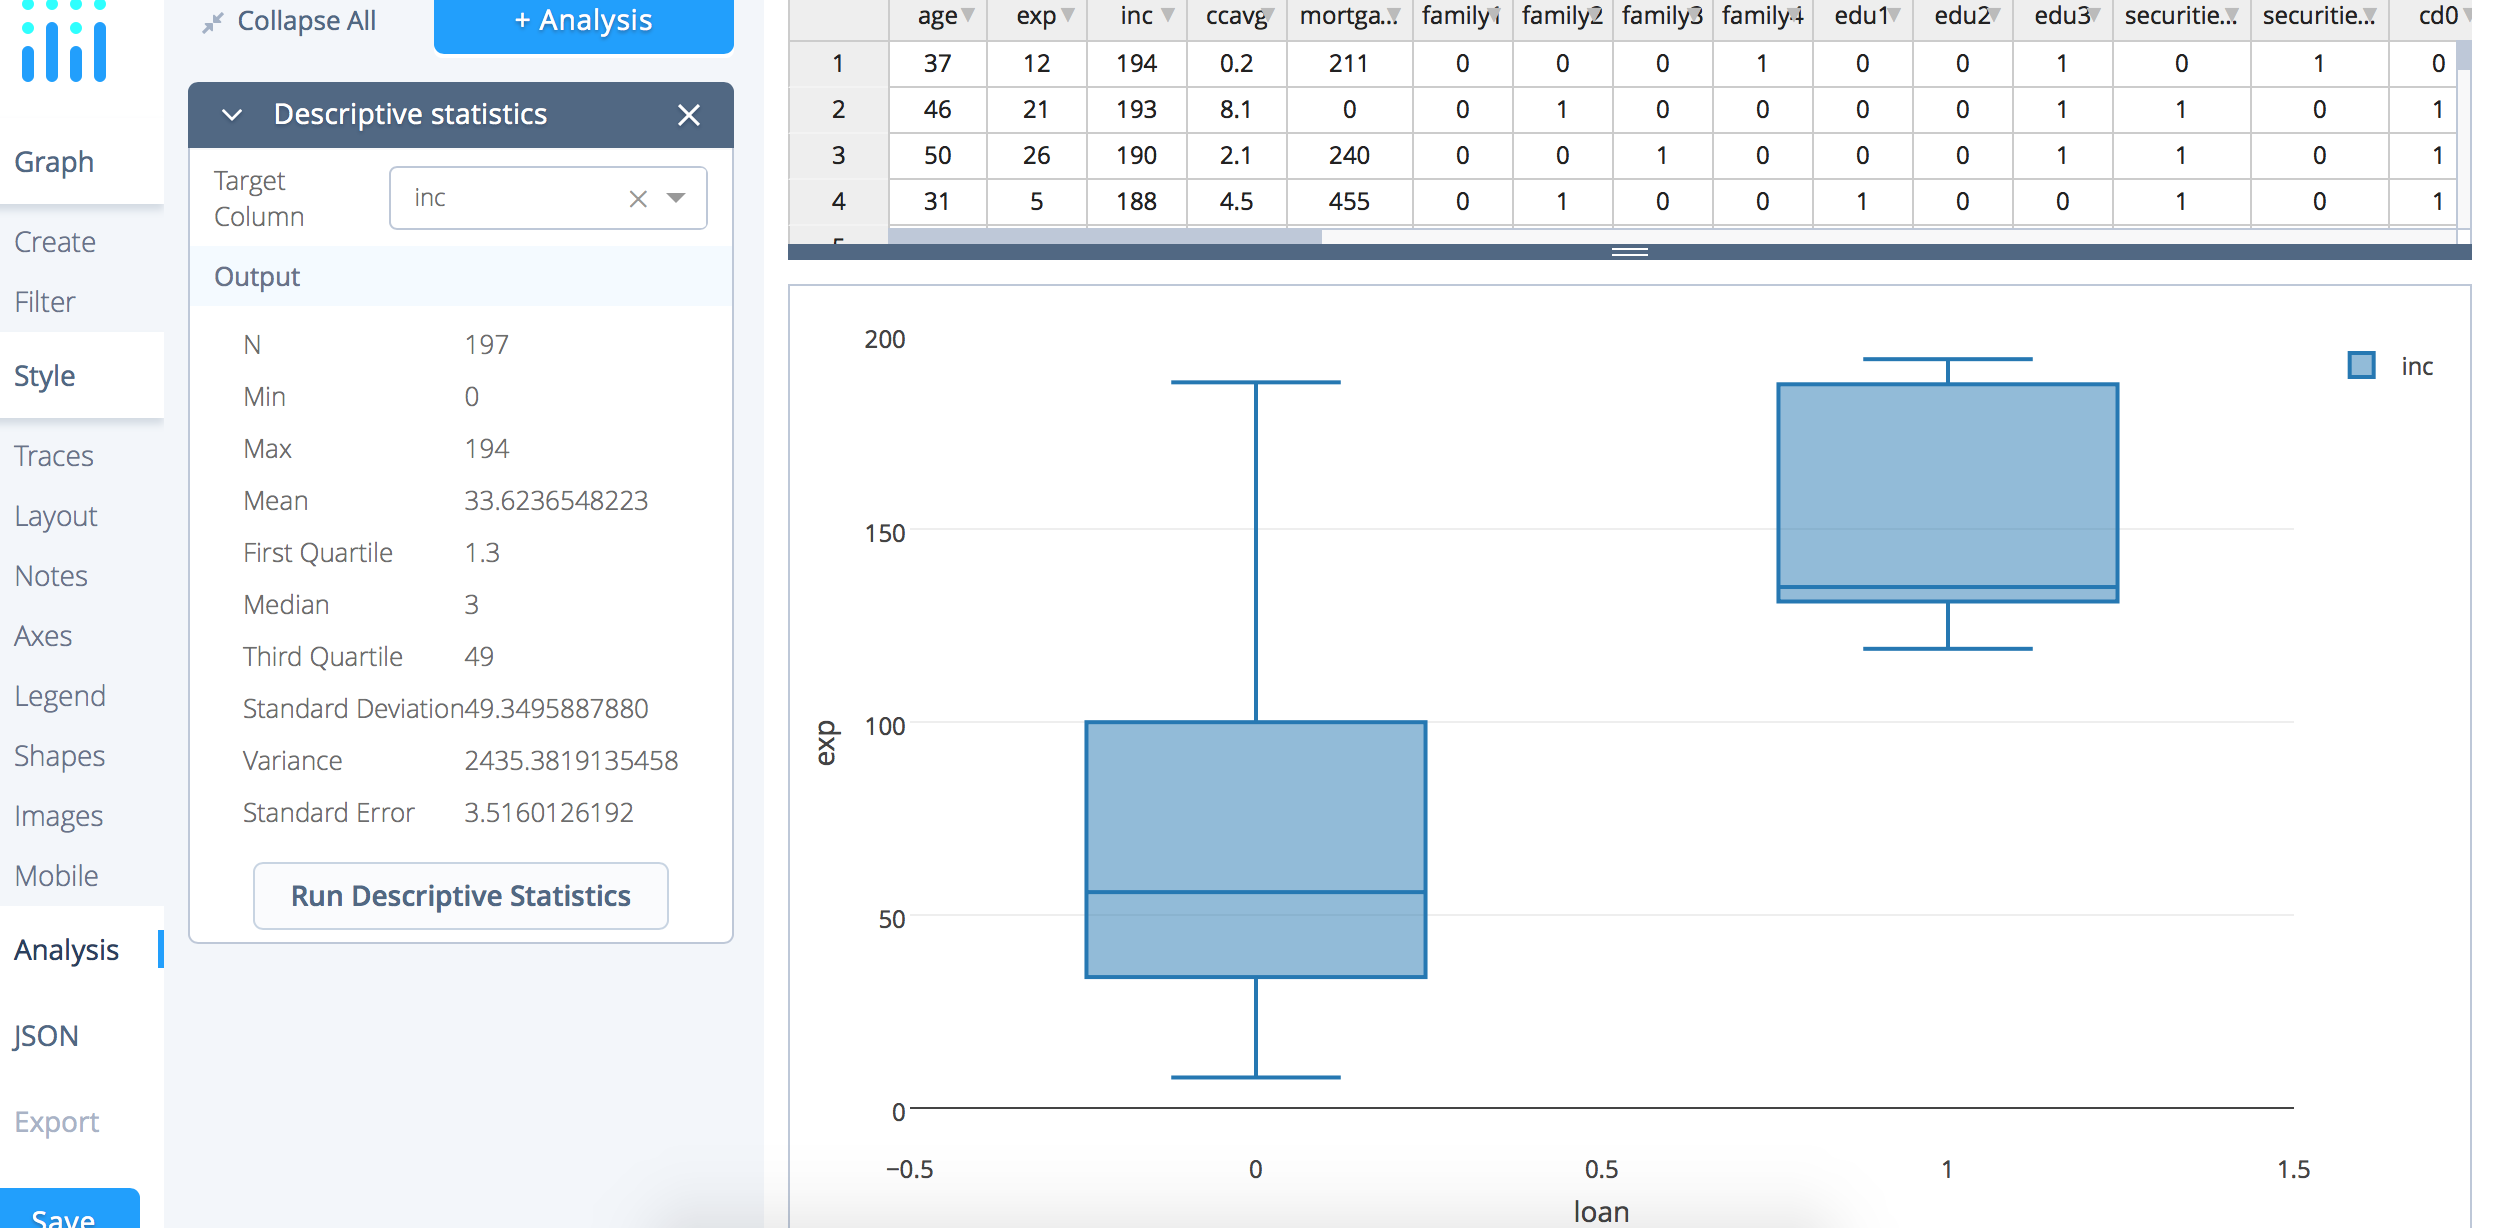 Collapse All
+ Analysis
Graph
Create
Filter
Style
Traces
Layout
Notes
Axes
Legend
Shapes
Images
Mobile
Analysis
JSON
Export
Save
Descriptive statistics
Target
Column
inc
Output
N 197
Min 0
Max 194
Mean 33.6236548223
First Quartile 1.3
Median 3
Third Quartile 49
Standard Deviation 49.3495887880
Variance 2435.3819135458
Standard Error 3.5160126192
Run Descriptive Statistics
age exp inc ccavg mortga... family1 family2 family3 family4 edu1 edu2 edu3 securitie... securitie... cd0
1 37 12 194 0.2 211 0 0 0 1 0 0 1 0 1 0
2 46 21 193 8.1 0 0 1 0 0 0 0 1 1 0 1
3 50 26 190 2.1 240 0 0 1 0 0 0 1 1 0 1
4 31 5 188 4.5 455 0 1 0 0 1 0 0 1 0 1
200
150
100
50
0
exp
−0.5 0 0.5 1 1.5
loan
inc